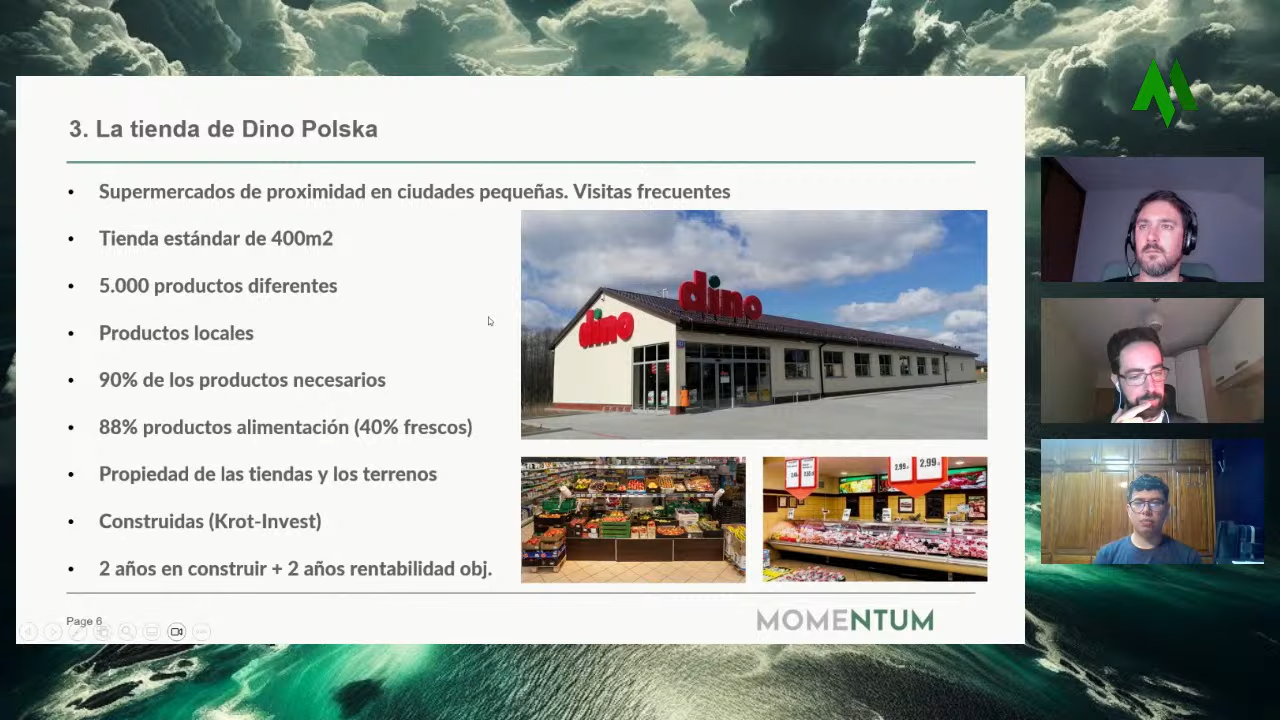 3. La tienda de Dino Polska
• Supermercados de proximidad en ciudades pequeñas. Visitas frecuentes
• Tienda estándar de 400m2
• 5.000 productos diferentes
• Productos locales
• 90% de los productos necesarios
• 88% productos alimentación (40% frescos)
• Propiedad de las tiendas y los terrenos
• Construidas (Krot-Invest)
• 2 años en construir + 2 años rentabilidad obj.
dino
dino
2,99
2,99
Page 6
MOMENTUM